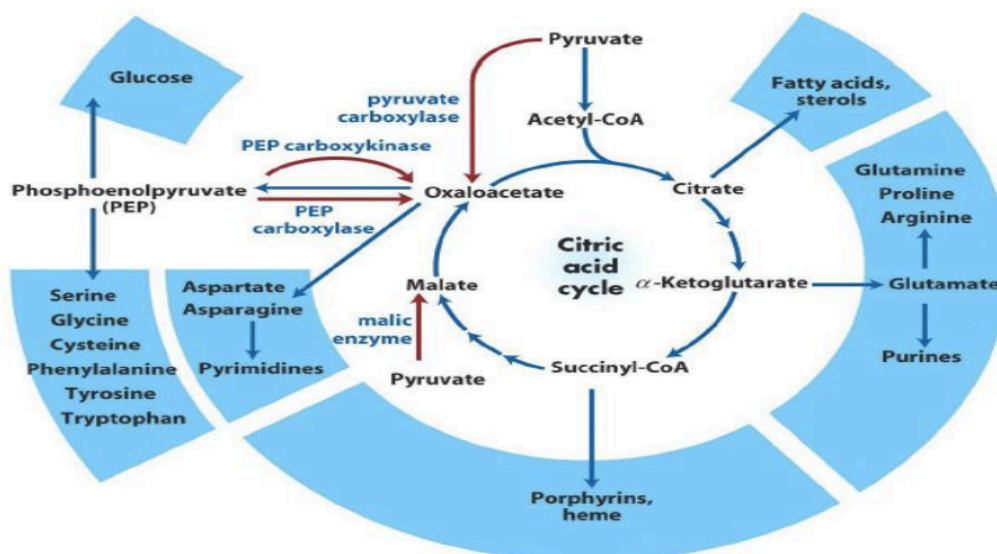 Pyruvate
Glucose
Fatty acids,
sterols
pyruvate
carboxylase
Acetyl-CoA
PEP carboxykinase
Phosphoenolpyruvate
(PEP)
Oxaloacetate
Citrate
PEP
carboxylase
Glutamine
Proline
Arginine
Citric
acid
cycle
Aspartate
Asparagine
Pyrimidines
Malate
α-Ketoglutarate
Glutamate
Purines
Serine
Glycine
Cysteine
Phenylalanine
Tyrosine
Tryptophan
malic
enzyme
Pyruvate
Succinyl-CoA
Porphyrins,
heme